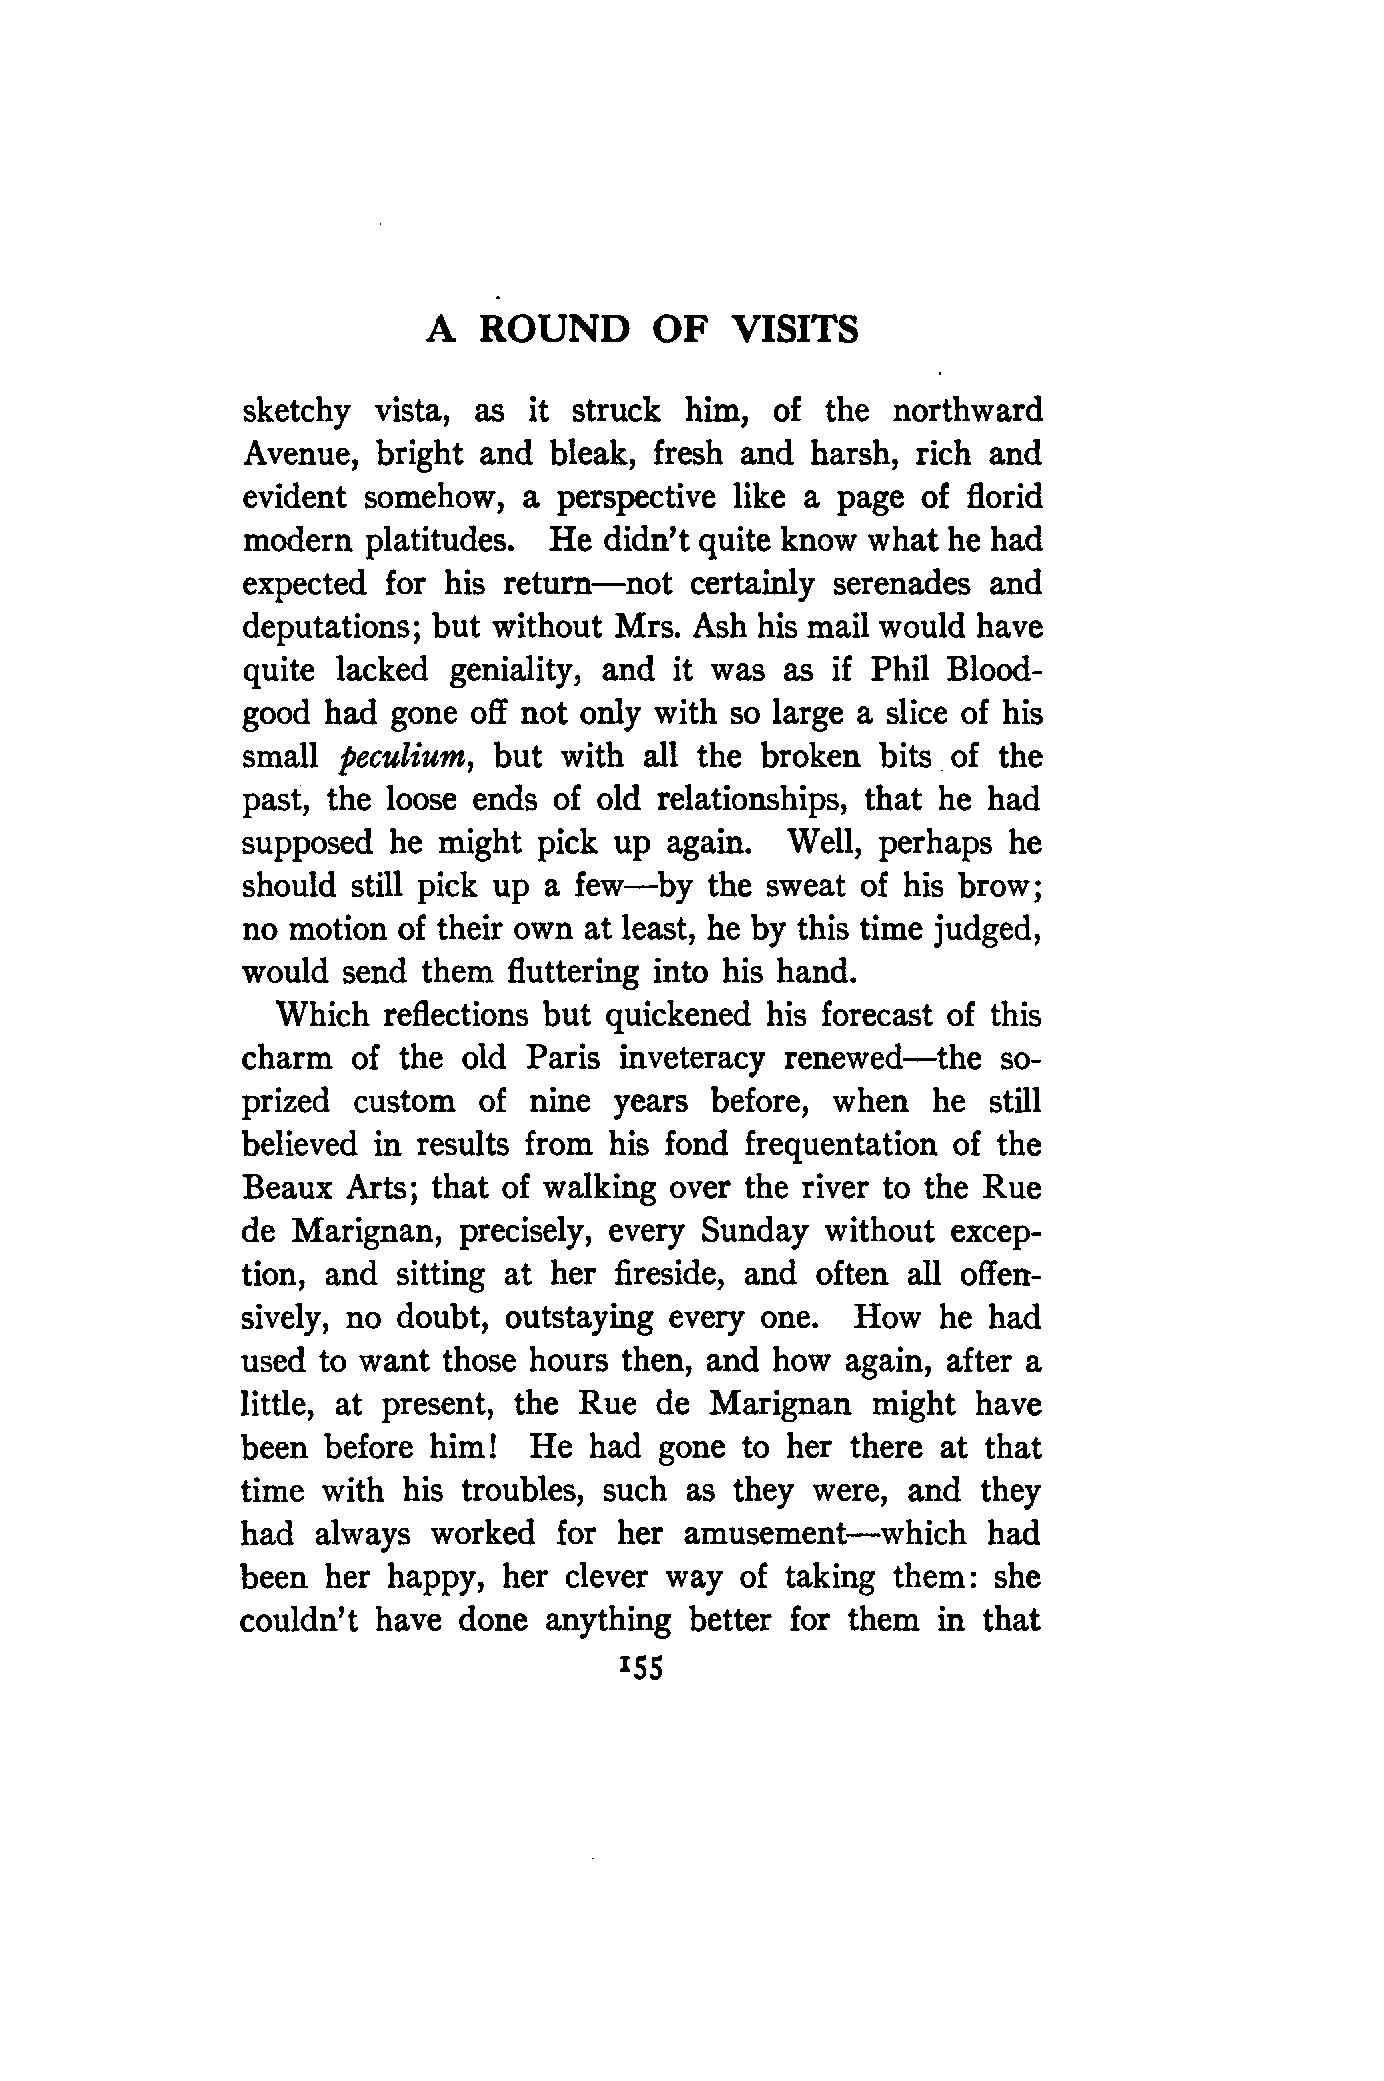 A ROUND OF VISITS
sketchy vista, as it struck him, of the northward
Avenue, bright and bleak, fresh and harsh, rich and
evident somehow, a perspective like a page of florid
modern platitudes. He didn't quite know what he had
expected for his return—not certainly serenades and
deputations; but without Mrs. Ash his mail would have
quite lacked geniality, and it was as if Phil Blood-
good had gone off not only with so large a slice of his
small peculium, but with all the broken bits of the
past, the loose ends of old relationships, that he had
supposed he might pick up again. Well, perhaps he
should still pick up a few—by the sweat of his brow;
no motion of their own at least, he by this time judged,
would send them fluttering into his hand.
Which reflections but quickened his forecast of this
charm of the old Paris inveteracy renewed—the so-
prized custom of nine years before, when he still
believed in results from his fond frequentation of the
Beaux Arts; that of walking over the river to the Rue
de Marignan, precisely, every Sunday without excep-
tion, and sitting at her fireside, and often all offen-
sively, no doubt, outstaying every one. How he had
used to want those hours then, and how again, after a
little, at present, the Rue de Marignan might have
been before him! He had gone to her there at that
time with his troubles, such as they were, and they
had always worked for her amusement—which had
been her happy, her clever way of taking them: she
couldn't have done anything better for them in that
155